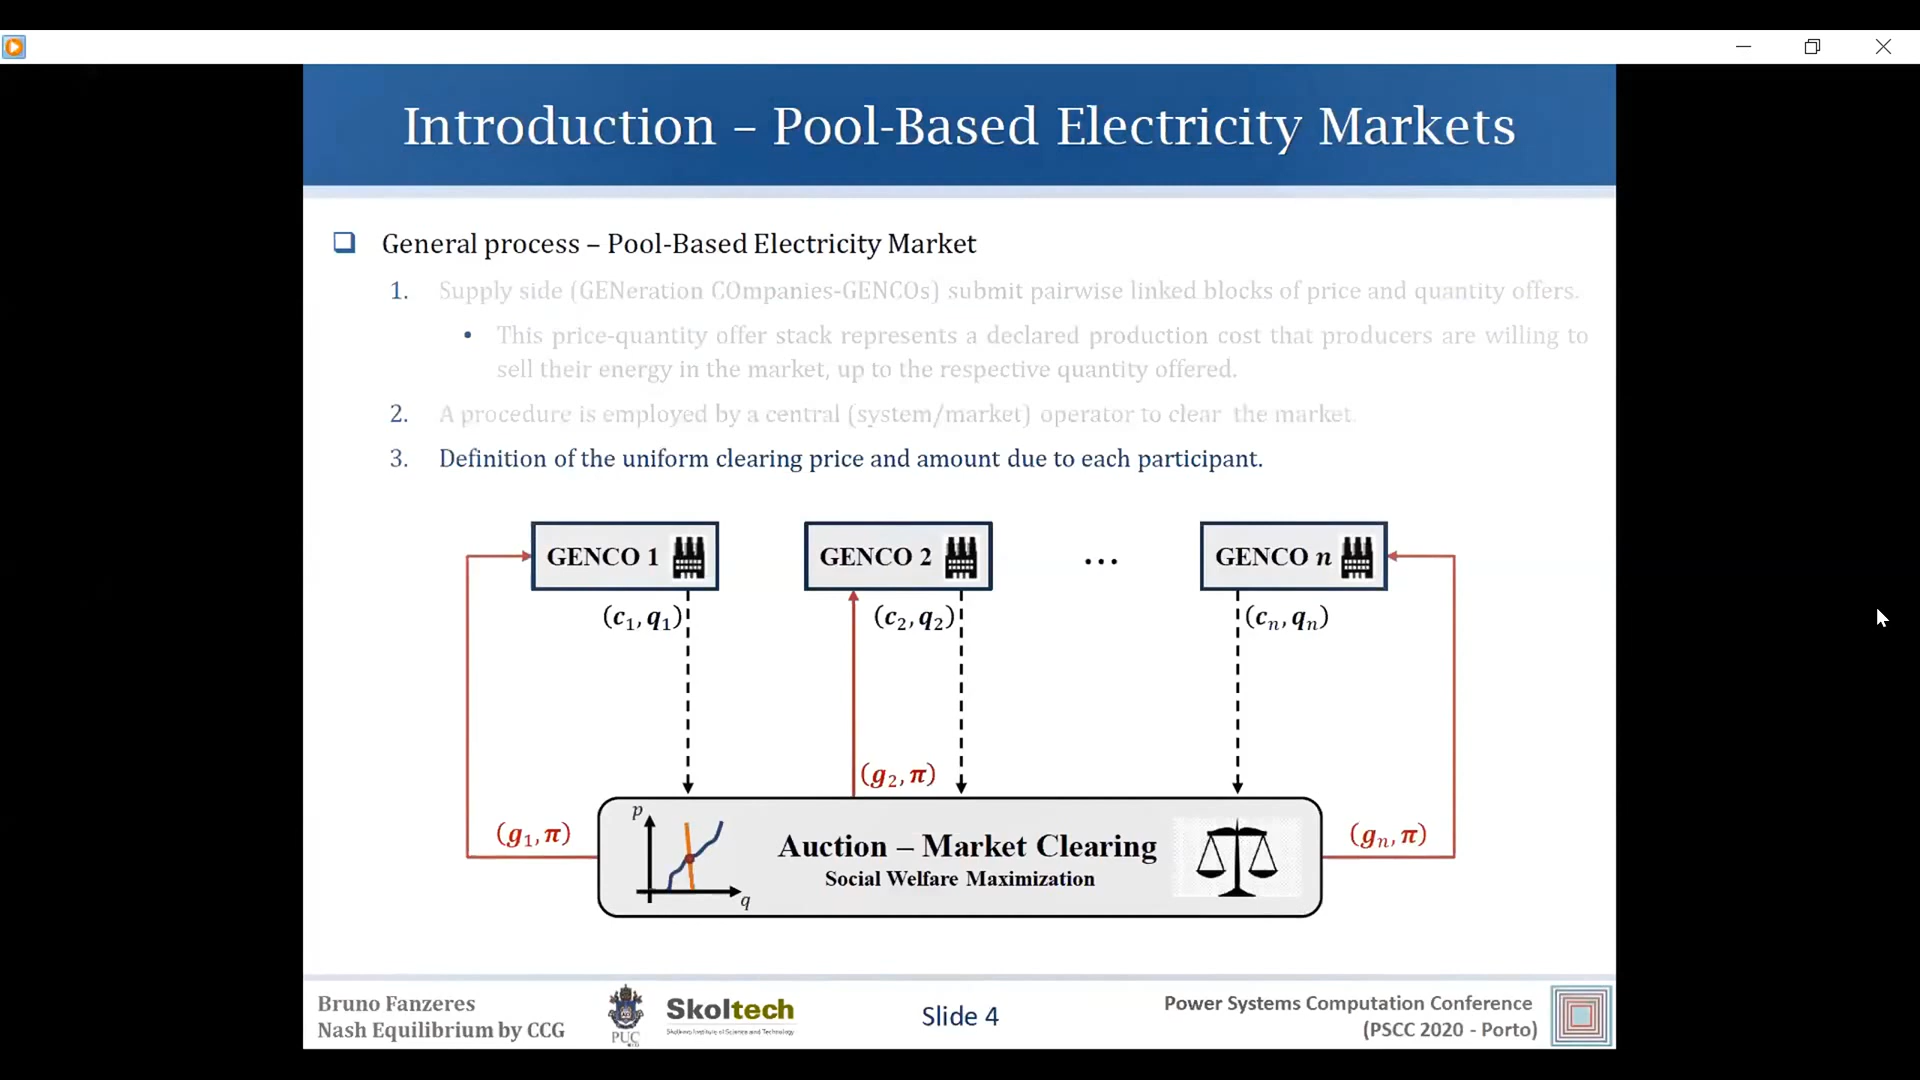 Introduction – Pool-Based Electricity Markets
General process – Pool-Based Electricity Market
1. Supply side (GENeration COmpanies-GENCOs) submit pairwise linked blocks of price and quantity offers.
• This price-quantity offer stack represents a declared production cost that producers are willing to
sell their energy in the market, up to the respective quantity offered.
2. A procedure is employed by a central (system/market) operator to clear the market.
3. Definition of the uniform clearing price and amount due to each participant.
GENCO 1
GENCO 2
...
GENCO n
(c₁, q₁)
(c₂, q₂)
(cₙ, qₙ)
(g₂, π)
(g₁, π)
(gₙ, π)
p
q
Auction – Market Clearing
Social Welfare Maximization
Bruno Fanzeres
Nash Equilibrium by CCG
PUC
Skoltech
Skolkovo Institute of Science and Technology
Slide 4
Power Systems Computation Conference
(PSCC 2020 - Porto)